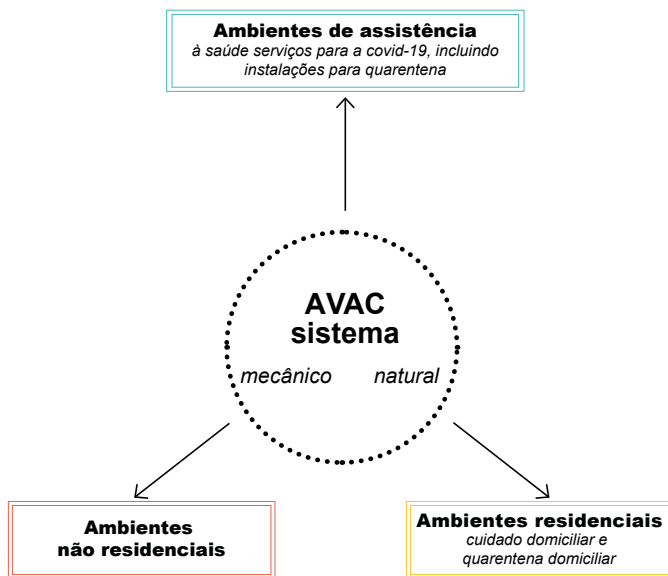 Ambientes de assistência
à saúde serviços para a covid-19, incluindo
instalações para quarentena
AVAC
sistema
mecânico natural
Ambientes
não residenciais
Ambientes residenciais
cuidado domiciliar e
quarentena domiciliar